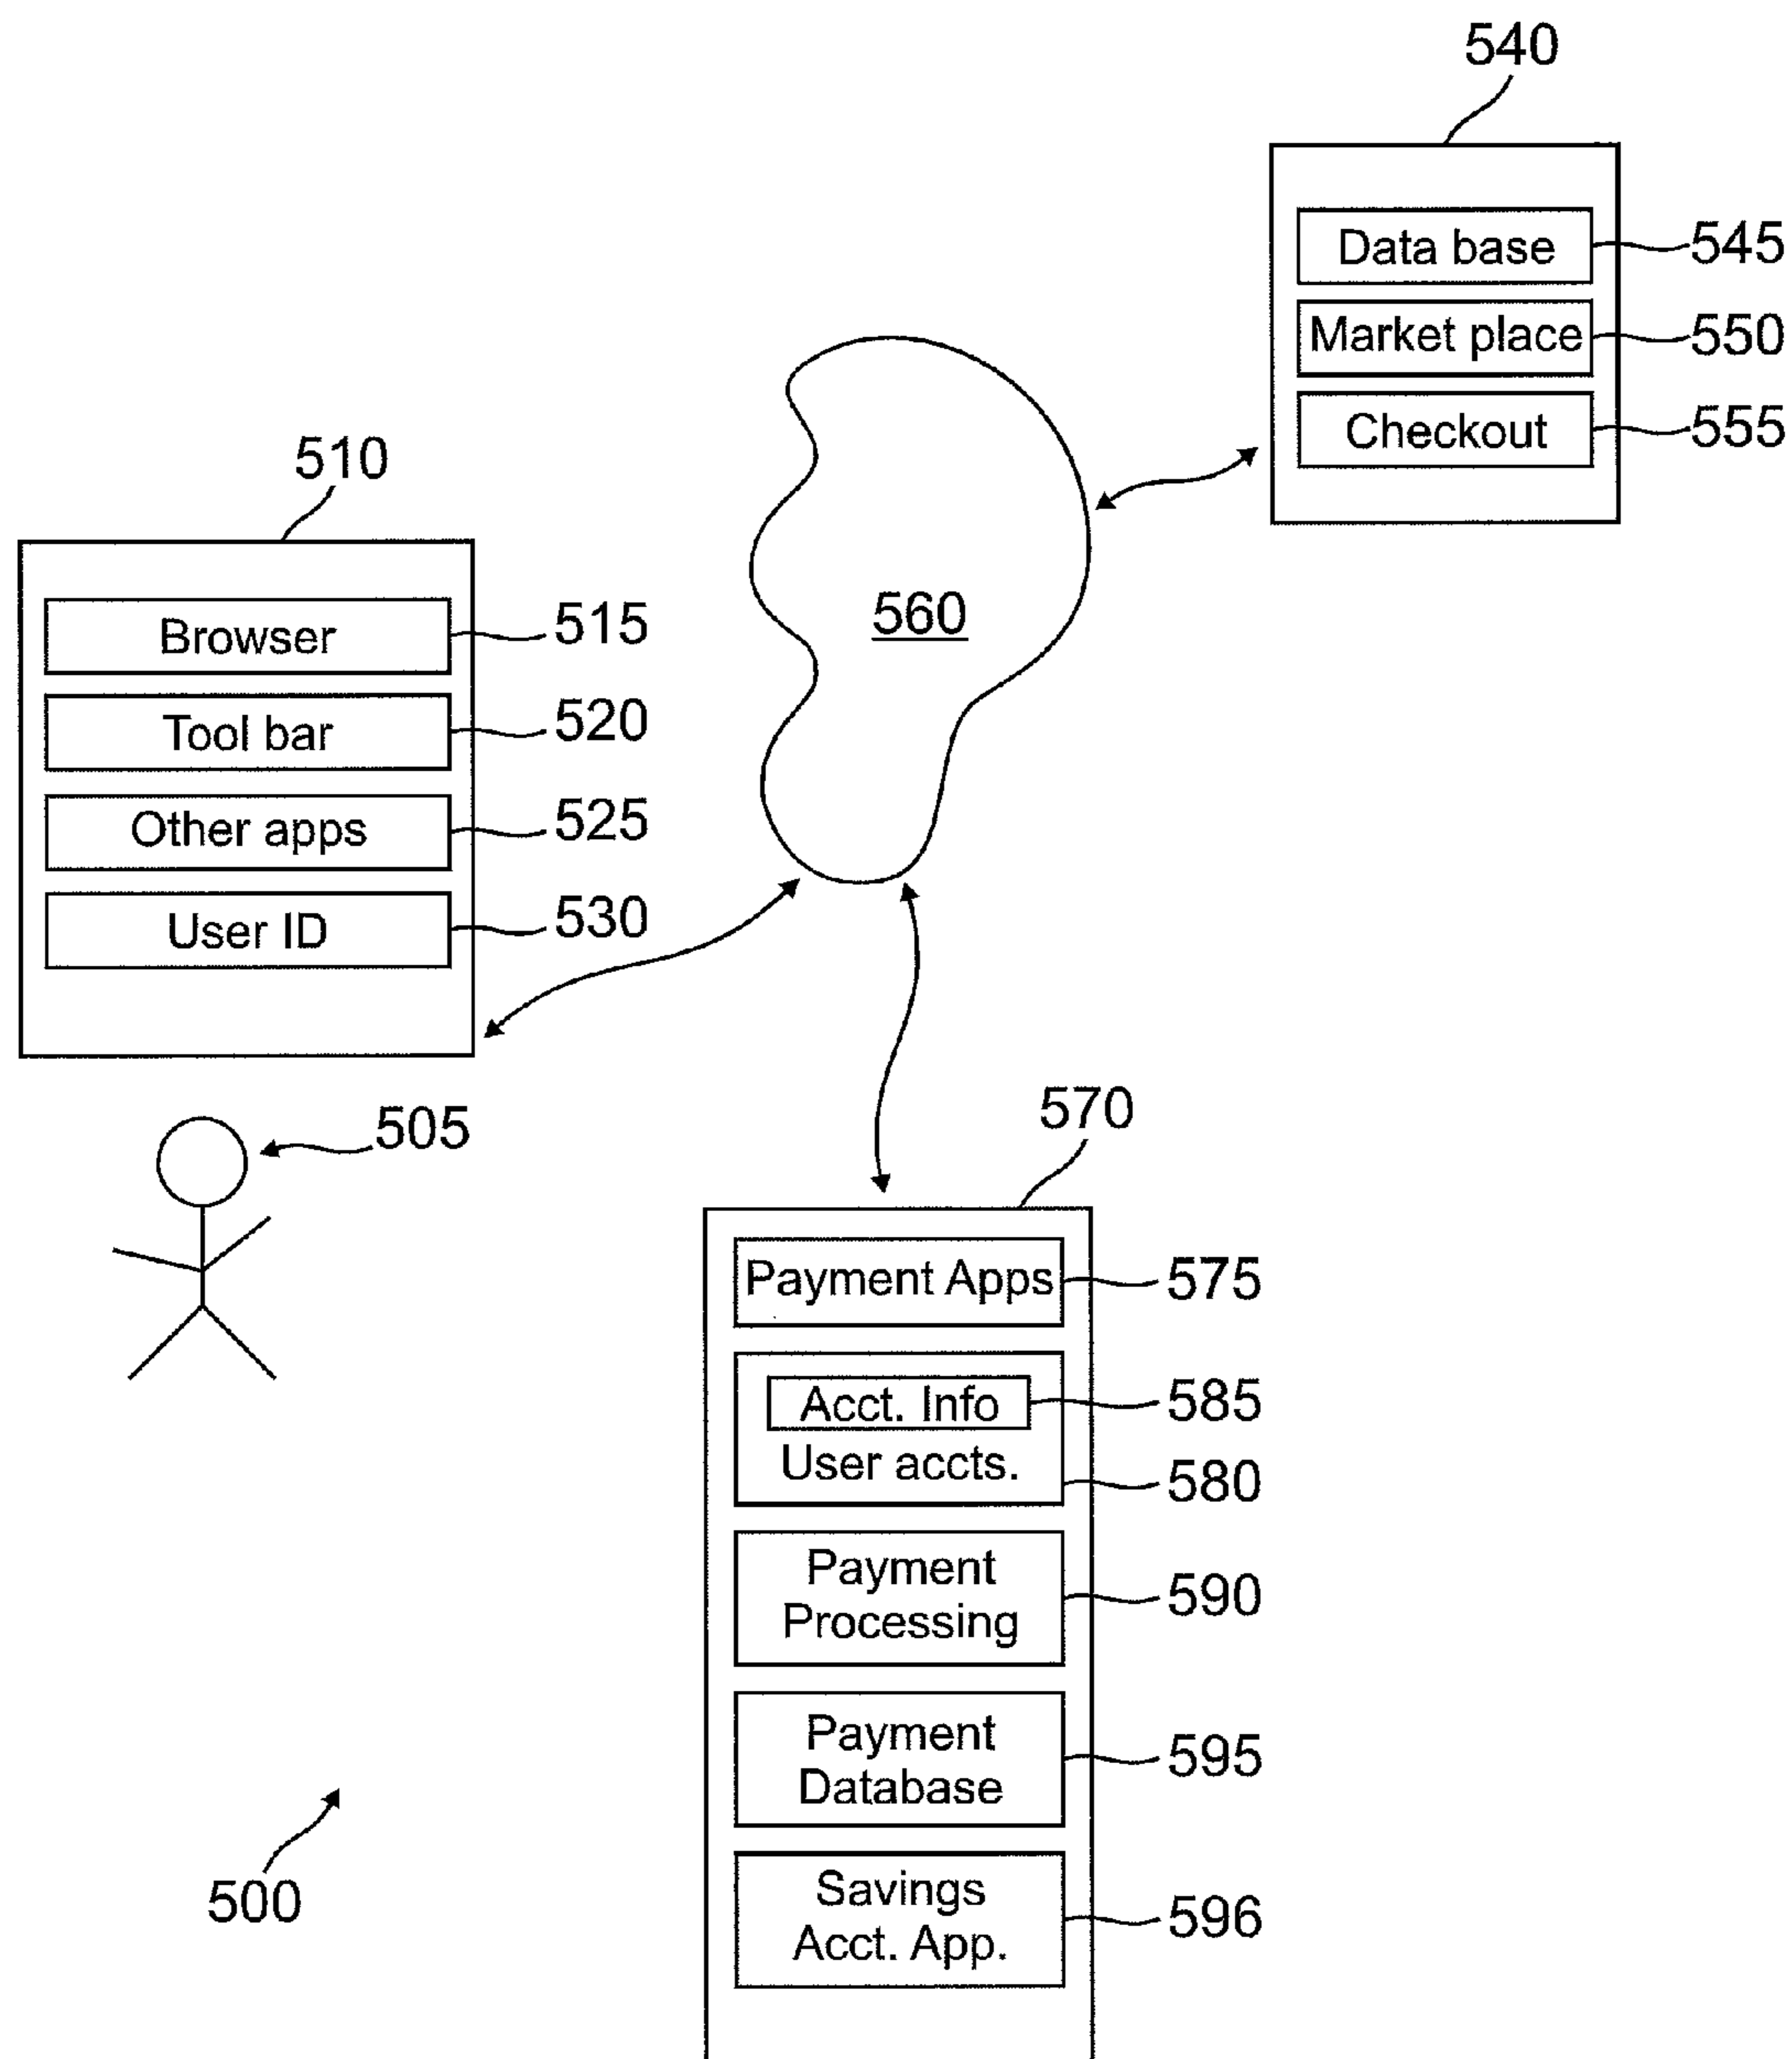 540
Data base
545
Market place
550
Checkout
555
510
Browser
515
Tool bar
520
Other apps
525
User ID
530
560
505
570
Payment Apps
575
Acct. Info
585
User accts.
580
Payment
Processing
590
Payment
Database
595
Savings
Acct. App.
596
500